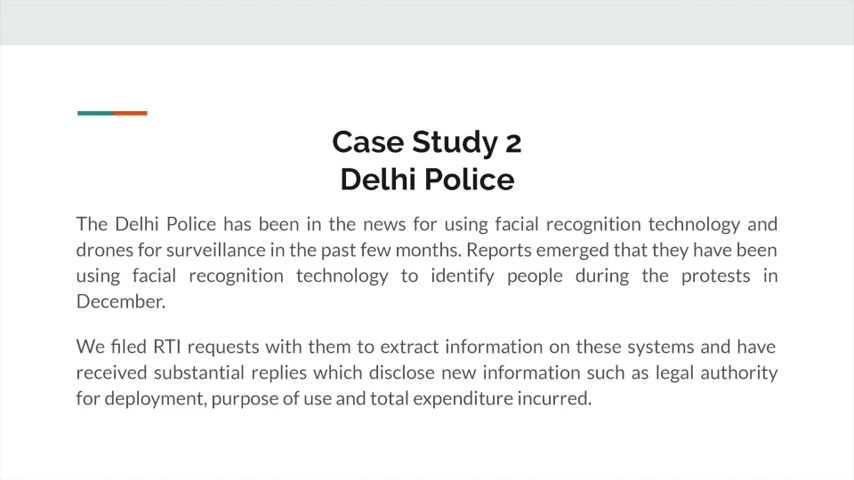 Case Study 2
Delhi Police
The Delhi Police has been in the news for using facial recognition technology and
drones for surveillance in the past few months. Reports emerged that they have been
using facial recognition technology to identify people during the protests in
December.
We filed RTI requests with them to extract information on these systems and have
received substantial replies which disclose new information such as legal authority
for deployment, purpose of use and total expenditure incurred.